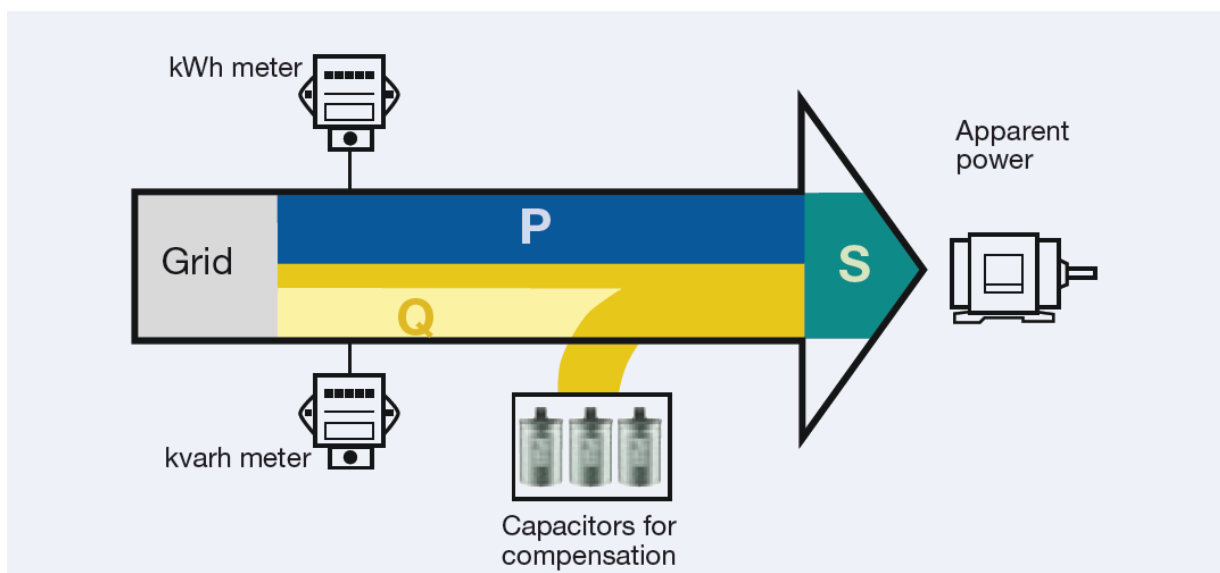 kWh meter
Apparent
power
P
Grid
S
Q
kvarh meter
Capacitors for
compensation